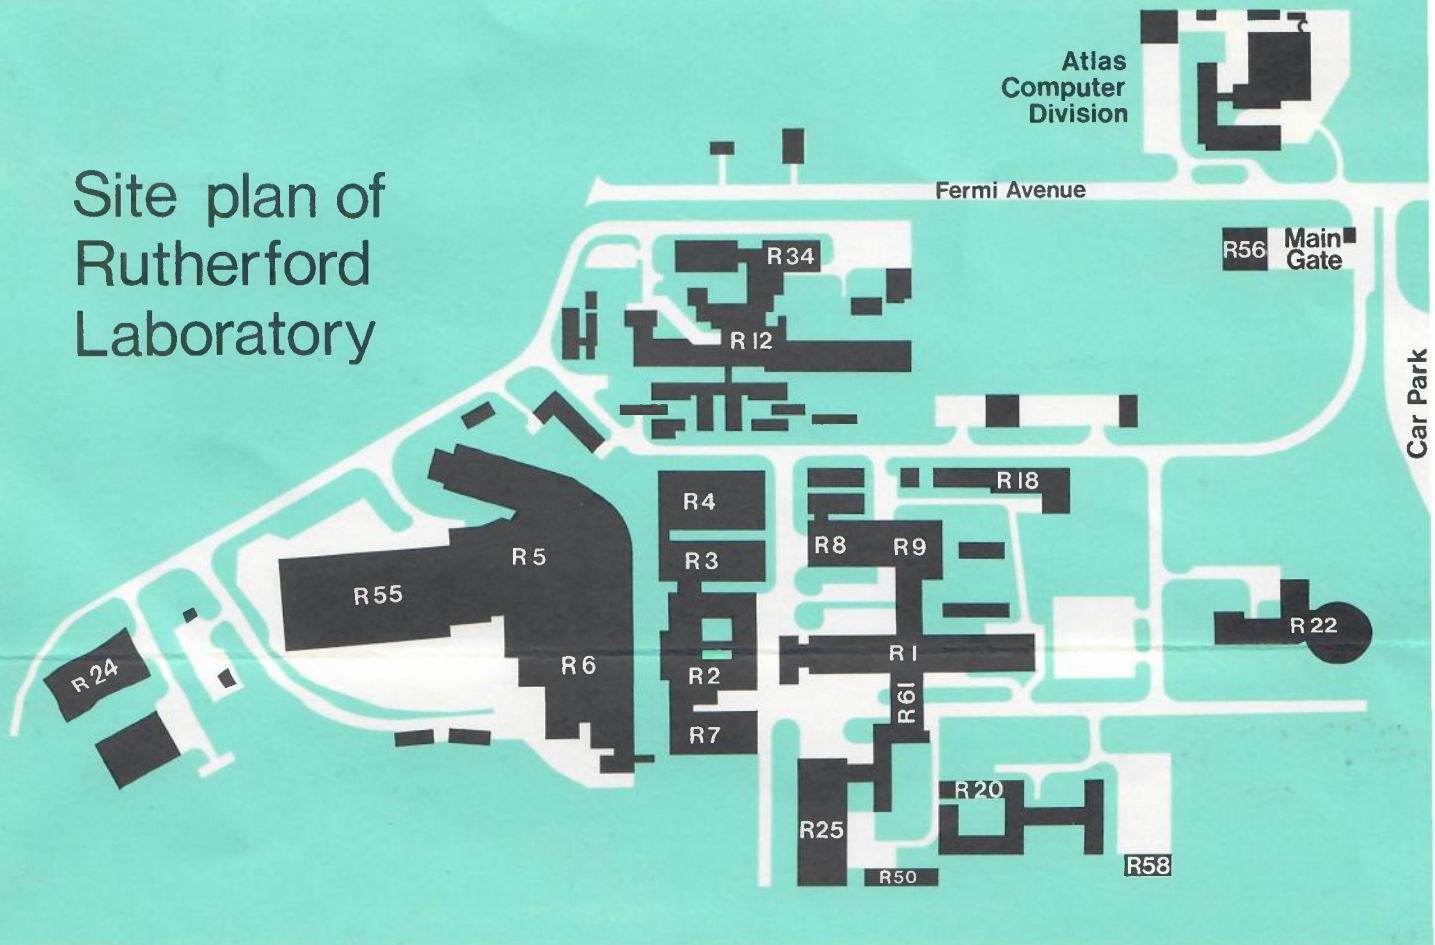 Site plan of
Rutherford
Laboratory
Atlas
Computer
Division
Fermi Avenue
R56
Main
Gate
Car Park
R34
R12
R4
R18
R3
R8
R9
R5
R55
R22
R24
R6
R2
R1
R61
R7
R20
R25
R58
R50